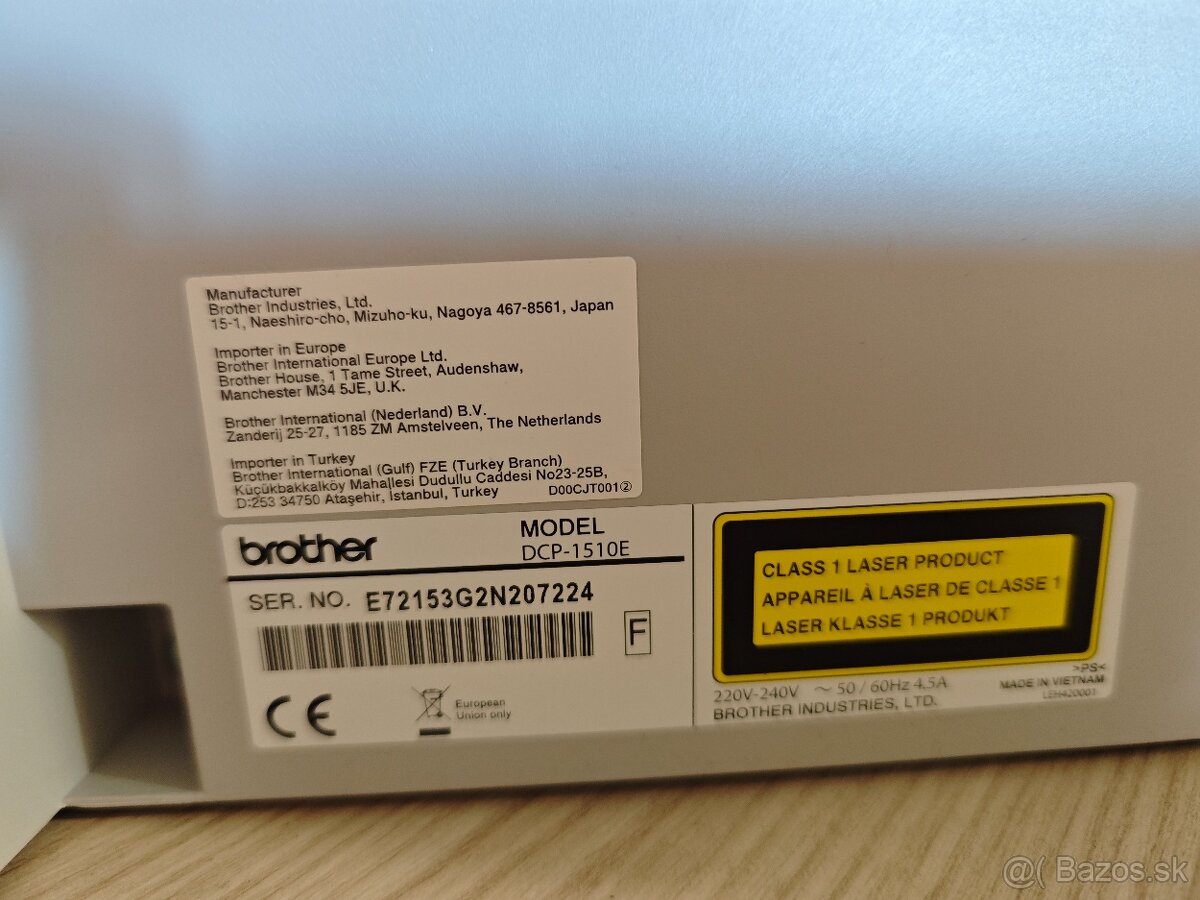 Manufacturer
Brother Industries, Ltd.
15-1, Naeshiro-cho, Mizuho-ku, Nagoya 467-8561, Japan
Importer in Europe
Brother International Europe Ltd.
Brother House, 1 Tame Street, Audenshaw,
Manchester M34 5JE, U.K.
Brother International (Nederland) B.V.
Zanderij 25-27, 1185 ZM Amstelveen, The Netherlands
Importer in Turkey
Brother International (Gulf) FZE (Turkey Branch)
Küçükbakkalköy Mahallesi Dudullu Caddesi No23-25B,
D:253 34750 Ataşehir, İstanbul, Turkey
D00CJT001②
brother
MODEL
DCP-1510E
SER. NO. E72153G2N207224
F
CE
European
Union only
CLASS 1 LASER PRODUCT
APPAREIL À LASER DE CLASSE 1
LASER KLASSE 1 PRODUKT
>PS<
220V-240V ~ 50 / 60Hz 4.5A
MADE IN VIETNAM
BROTHER INDUSTRIES, LTD.
LEH420001
@( Bazos.sk